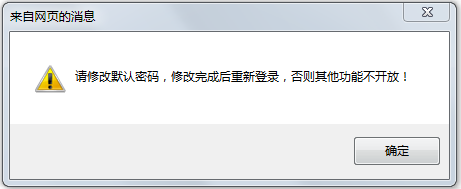 来自网页的消息
请修改默认密码，修改完成后重新登录，否则其他功能不开放！
确定